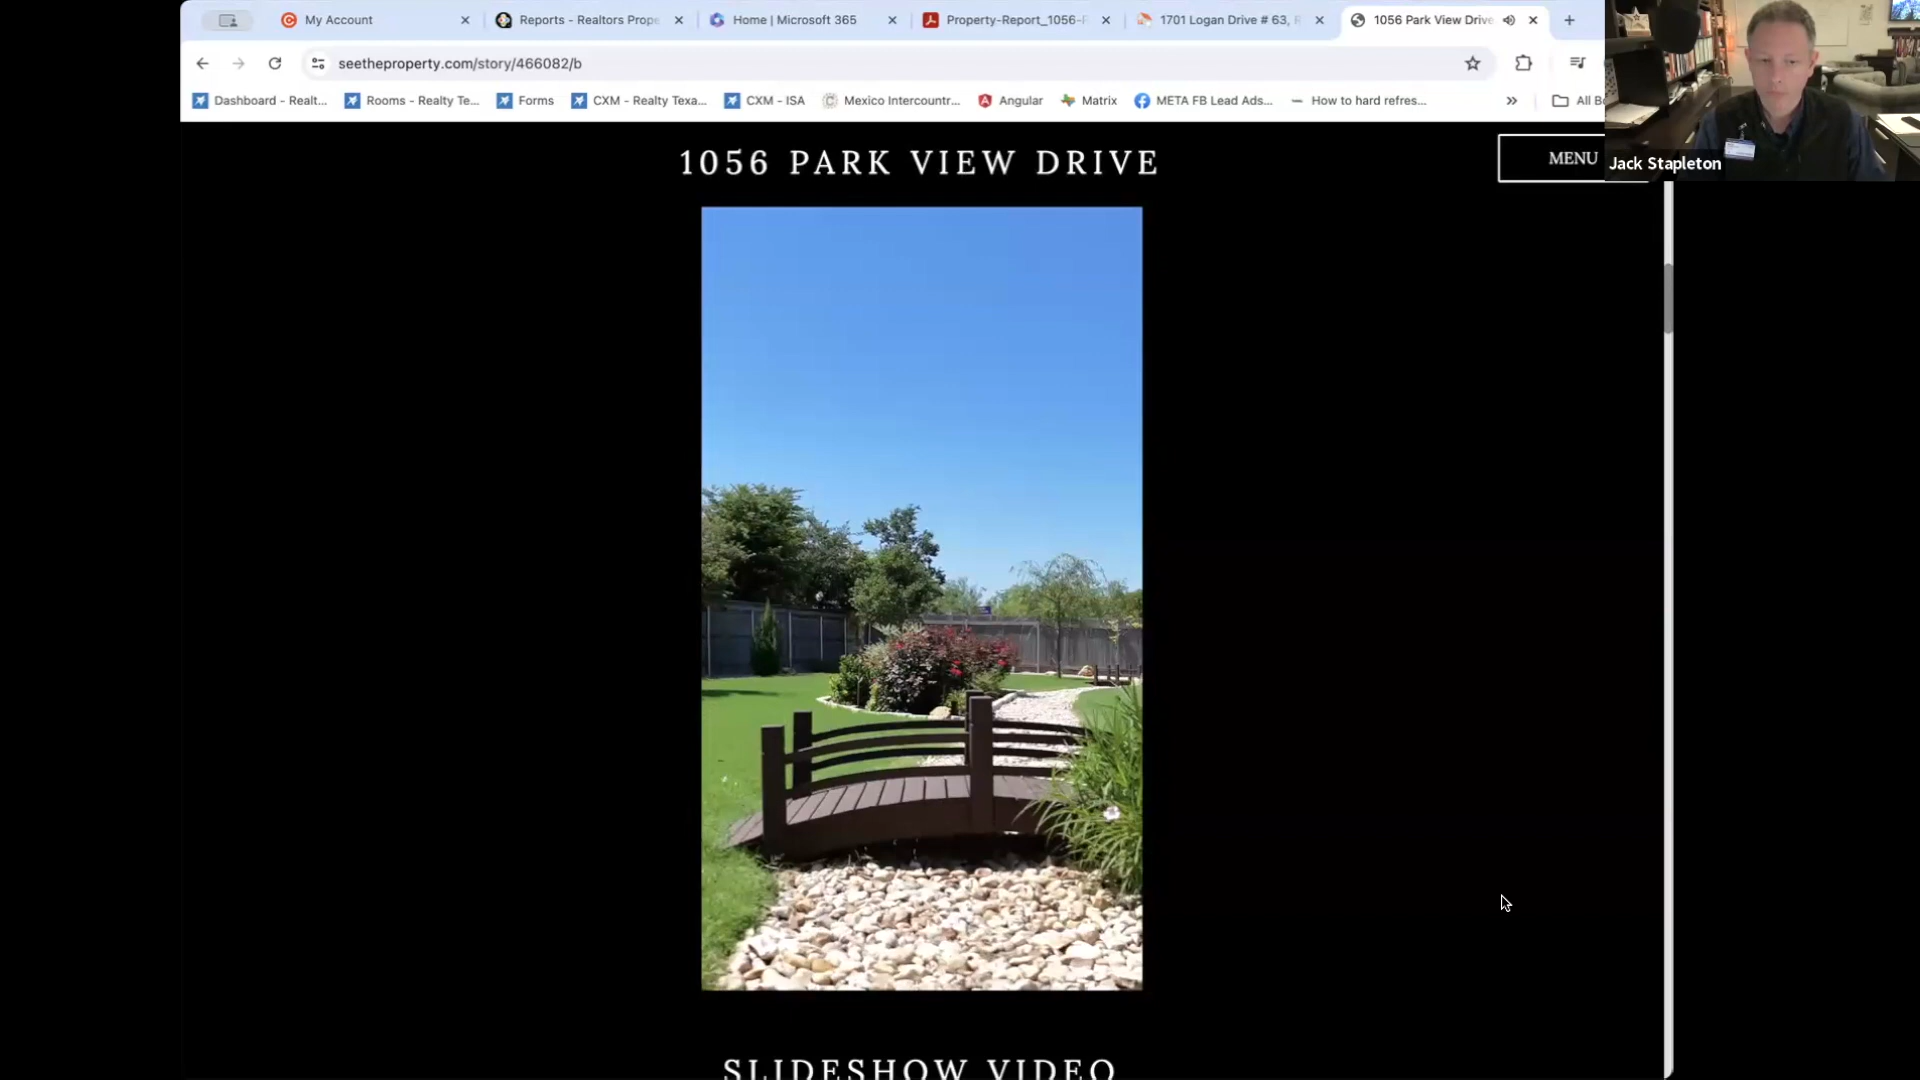 My Account
Reports - Realtors Prope
Home | Microsoft 365
Property-Report_1056-
1701 Logan Drive # 63,
1056 Park View Drive
seetheproperty.com/story/466082/b
Dashboard - Realt...
Rooms - Realty Te...
Forms
CXM - Realty Texa...
CXM - ISA
Mexico Intercountr...
Angular
Matrix
META FB Lead Ads...
How to hard refres...
All Bo
1056 PARK VIEW DRIVE
MENU
Jack Stapleton
SLIDESHOW VIDEO